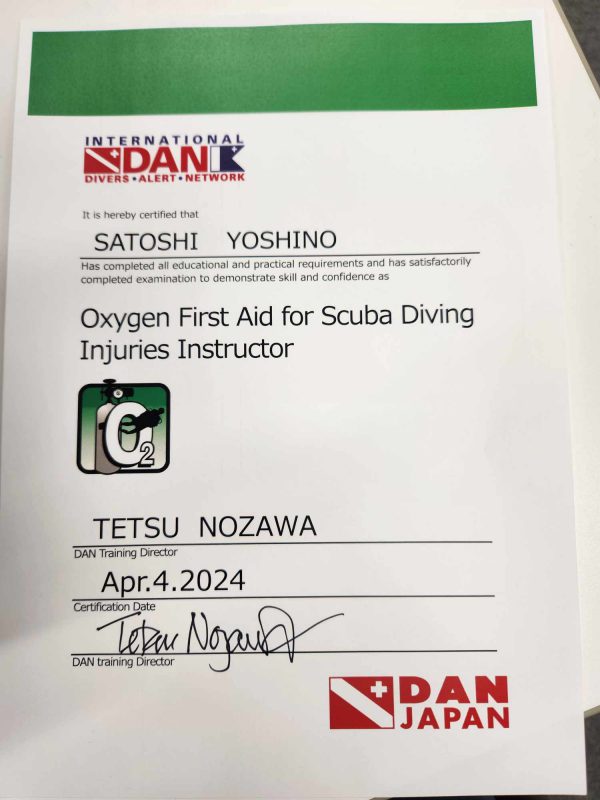 INTERNATIONAL
DAN
DIVERS • ALERT • NETWORK
It is hereby certified that
SATOSHI YOSHINO
Has completed all educational and practical requirements and has satisfactorily
completed examination to demonstrate skill and confidence as
Oxygen First Aid for Scuba Diving
Injuries Instructor
O2
TETSU NOZAWA
DAN Training Director
Apr.4.2024
Certification Date
Tetsu Nozawa
DAN training Director
DAN
JAPAN